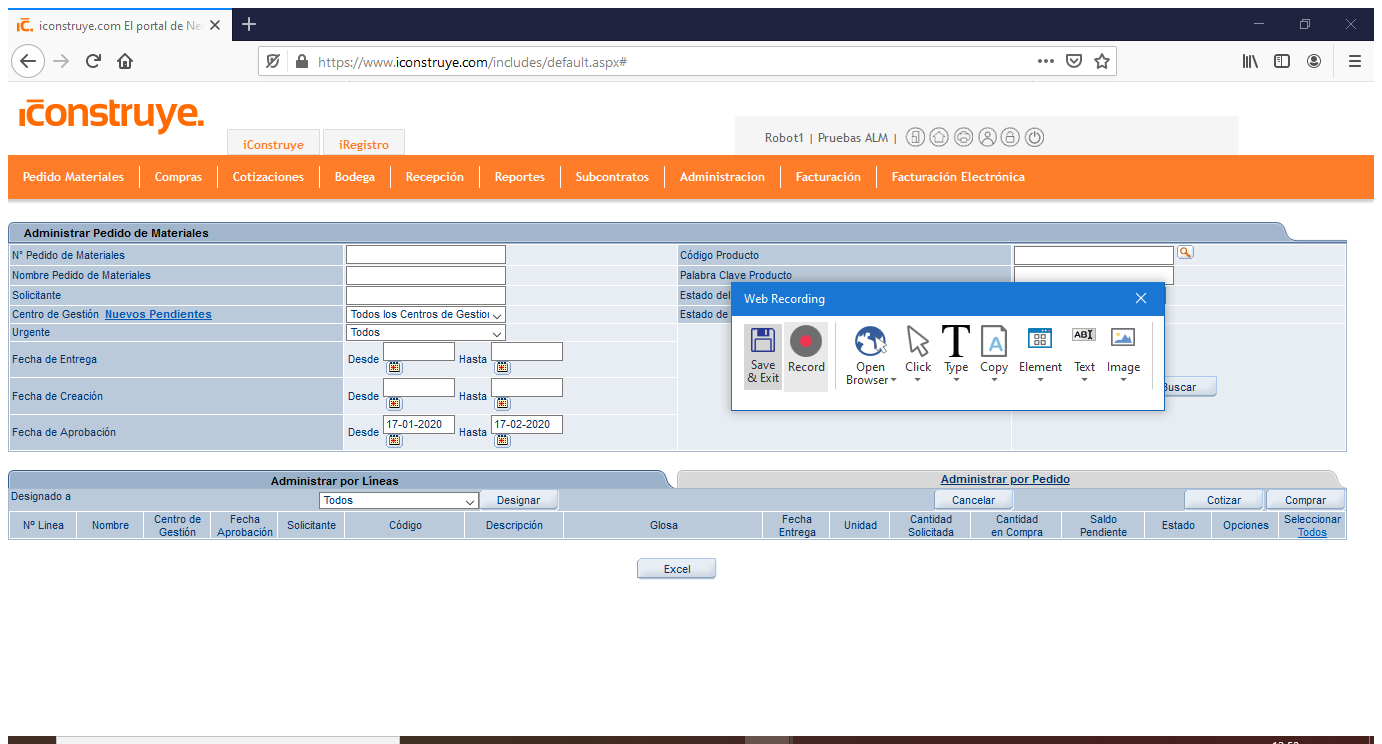 iconstruye.com El portal de Ne
https://www.iconstruye.com/includes/default.aspx#
iconstruye.
iConstruye iRegistro
Robot1 | Pruebas ALM |
Pedido Materiales Compras Cotizaciones Bodega Recepción Reportes Subcontratos Administracion Facturación Facturación Electrónica
Administrar Pedido de Materiales
N° Pedido de Materiales Código Producto
Nombre Pedido de Materiales Palabra Clave Producto
Solicitante Estado del
Centro de Gestión Nuevos Pendientes Todos los Centros de Gestion Estado de
Urgente Todos
Fecha de Entrega Desde Hasta
Fecha de Creación Desde Hasta
Fecha de Aprobación Desde 17-01-2020 Hasta 17-02-2020
Web Recording
Save & Exit Record Open Browser Click Type Copy Element Text Image
ABI
A
Buscar
Administrar por Líneas Administrar por Pedido
Designado a Todos Designar Cancelar Cotizar Comprar
Nº Linea Nombre Centro de Gestión Fecha Aprobación Solicitante Código Descripción Glosa Fecha Entrega Unidad Cantidad Solicitada Cantidad en Compra Saldo Pendiente Estado Opciones Seleccionar Todos
Excel